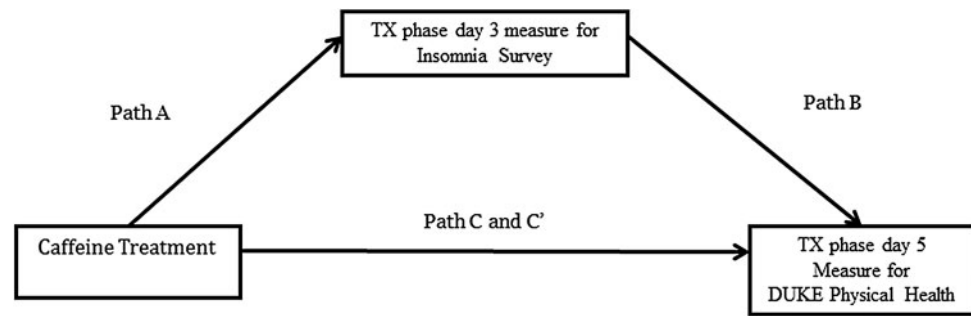 TX phase day 3 measure for
Insomnia Survey
Path A
Path B
Path C and C'
Caffeine Treatment
TX phase day 5
Measure for
DUKE Physical Health